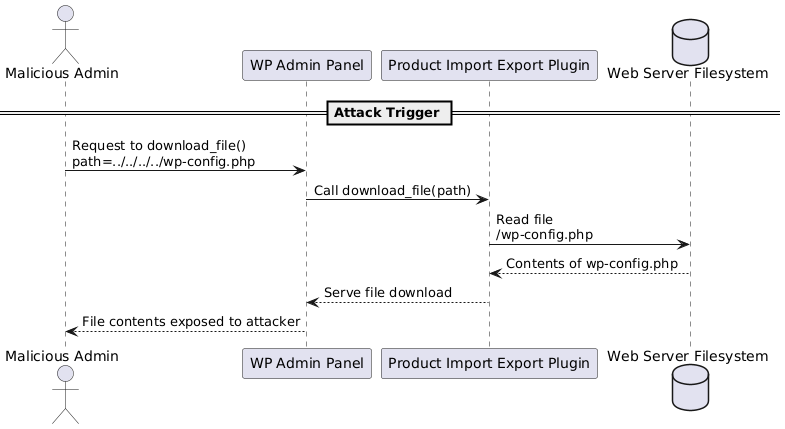 Malicious Admin
WP Admin Panel
Product Import Export Plugin
Web Server Filesystem
Attack Trigger
Request to download_file()
path=../../../../wp-config.php
Call download_file(path)
Read file
/wp-config.php
Contents of wp-config.php
Serve file download
File contents exposed to attacker
Malicious Admin
WP Admin Panel
Product Import Export Plugin
Web Server Filesystem